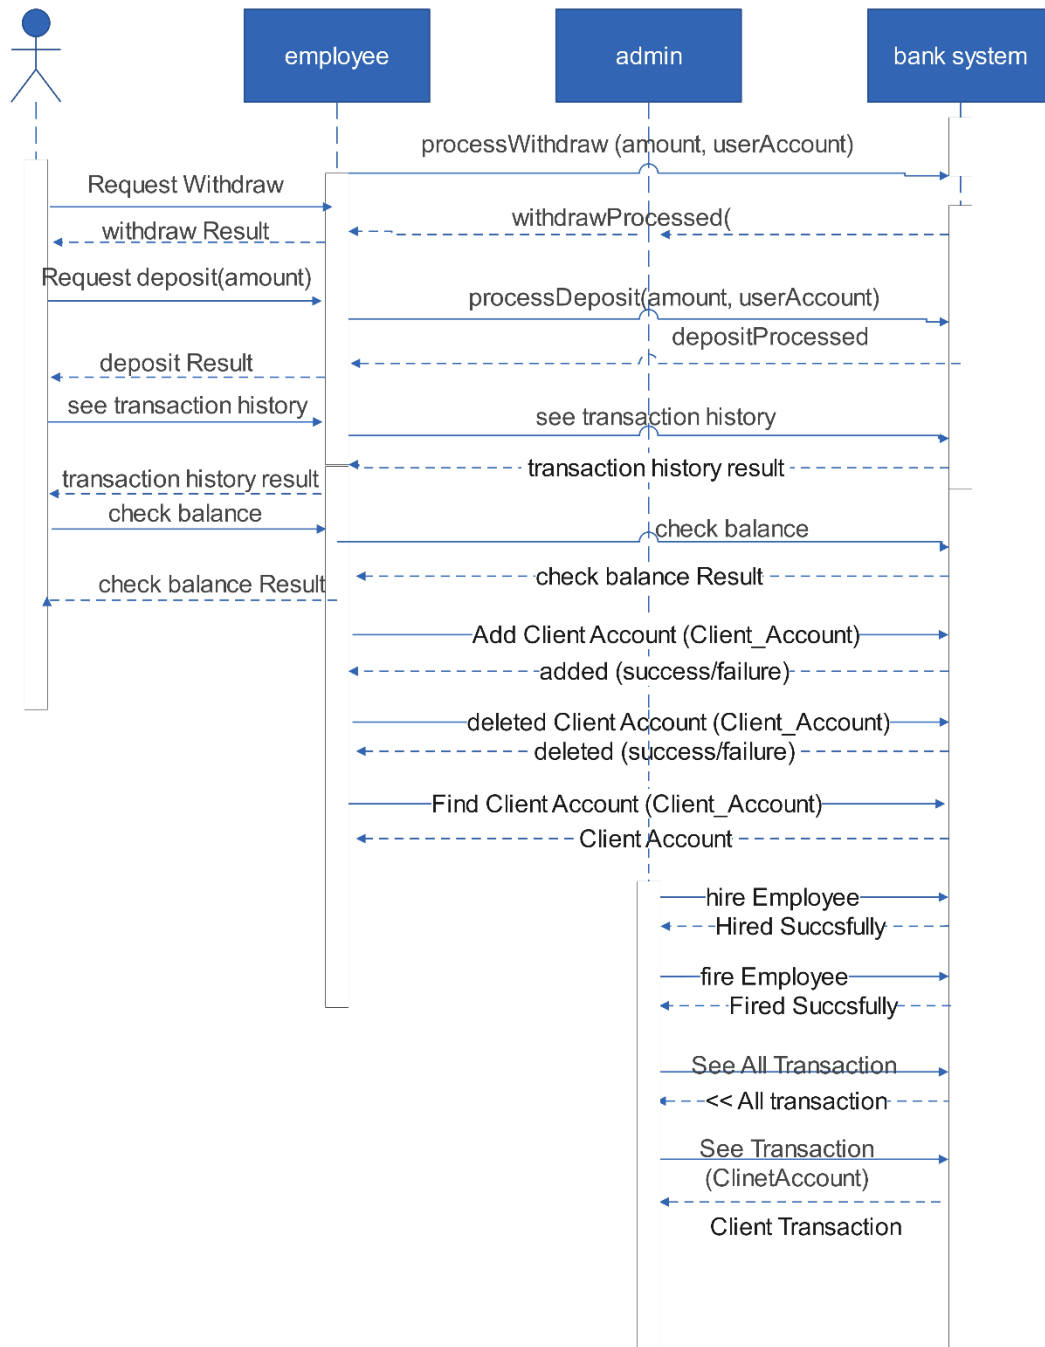 employee
admin
bank system
processWithdraw (amount, userAccount)
Request Withdraw
withdrawProcessed(
withdraw Result
Request deposit(amount)
processDeposit(amount, userAccount)
depositProcessed
deposit Result
see transaction history
see transaction history
transaction history result
transaction history result
check balance
check balance
check balance Result
check balance Result
Add Client Account (Client_Account)
added (success/failure)
deleted Client Account (Client_Account)
deleted (success/failure)
Find Client Account (Client_Account)
Client Account
hire Employee
Hired Succsfully
fire Employee
Fired Succsfully
See All Transaction
<< All transaction
See Transaction
(ClinetAccount)
Client Transaction